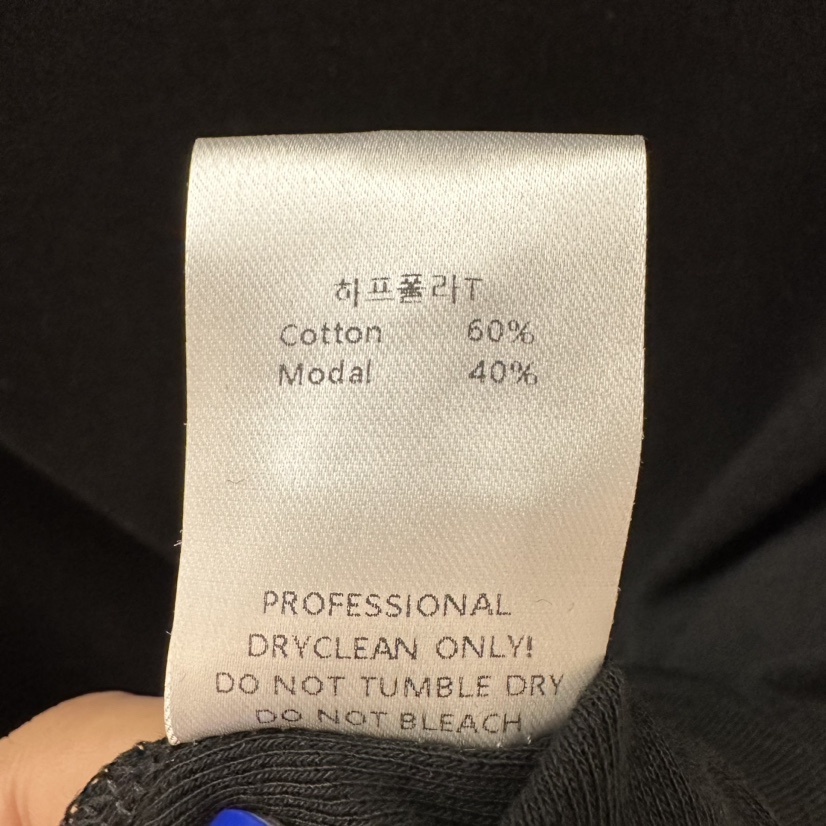 하프폴라T
Cotton 60%
Modal 40%
PROFESSIONAL
DRYCLEAN ONLY!
DO NOT TUMBLE DRY
DO NOT BLEACH